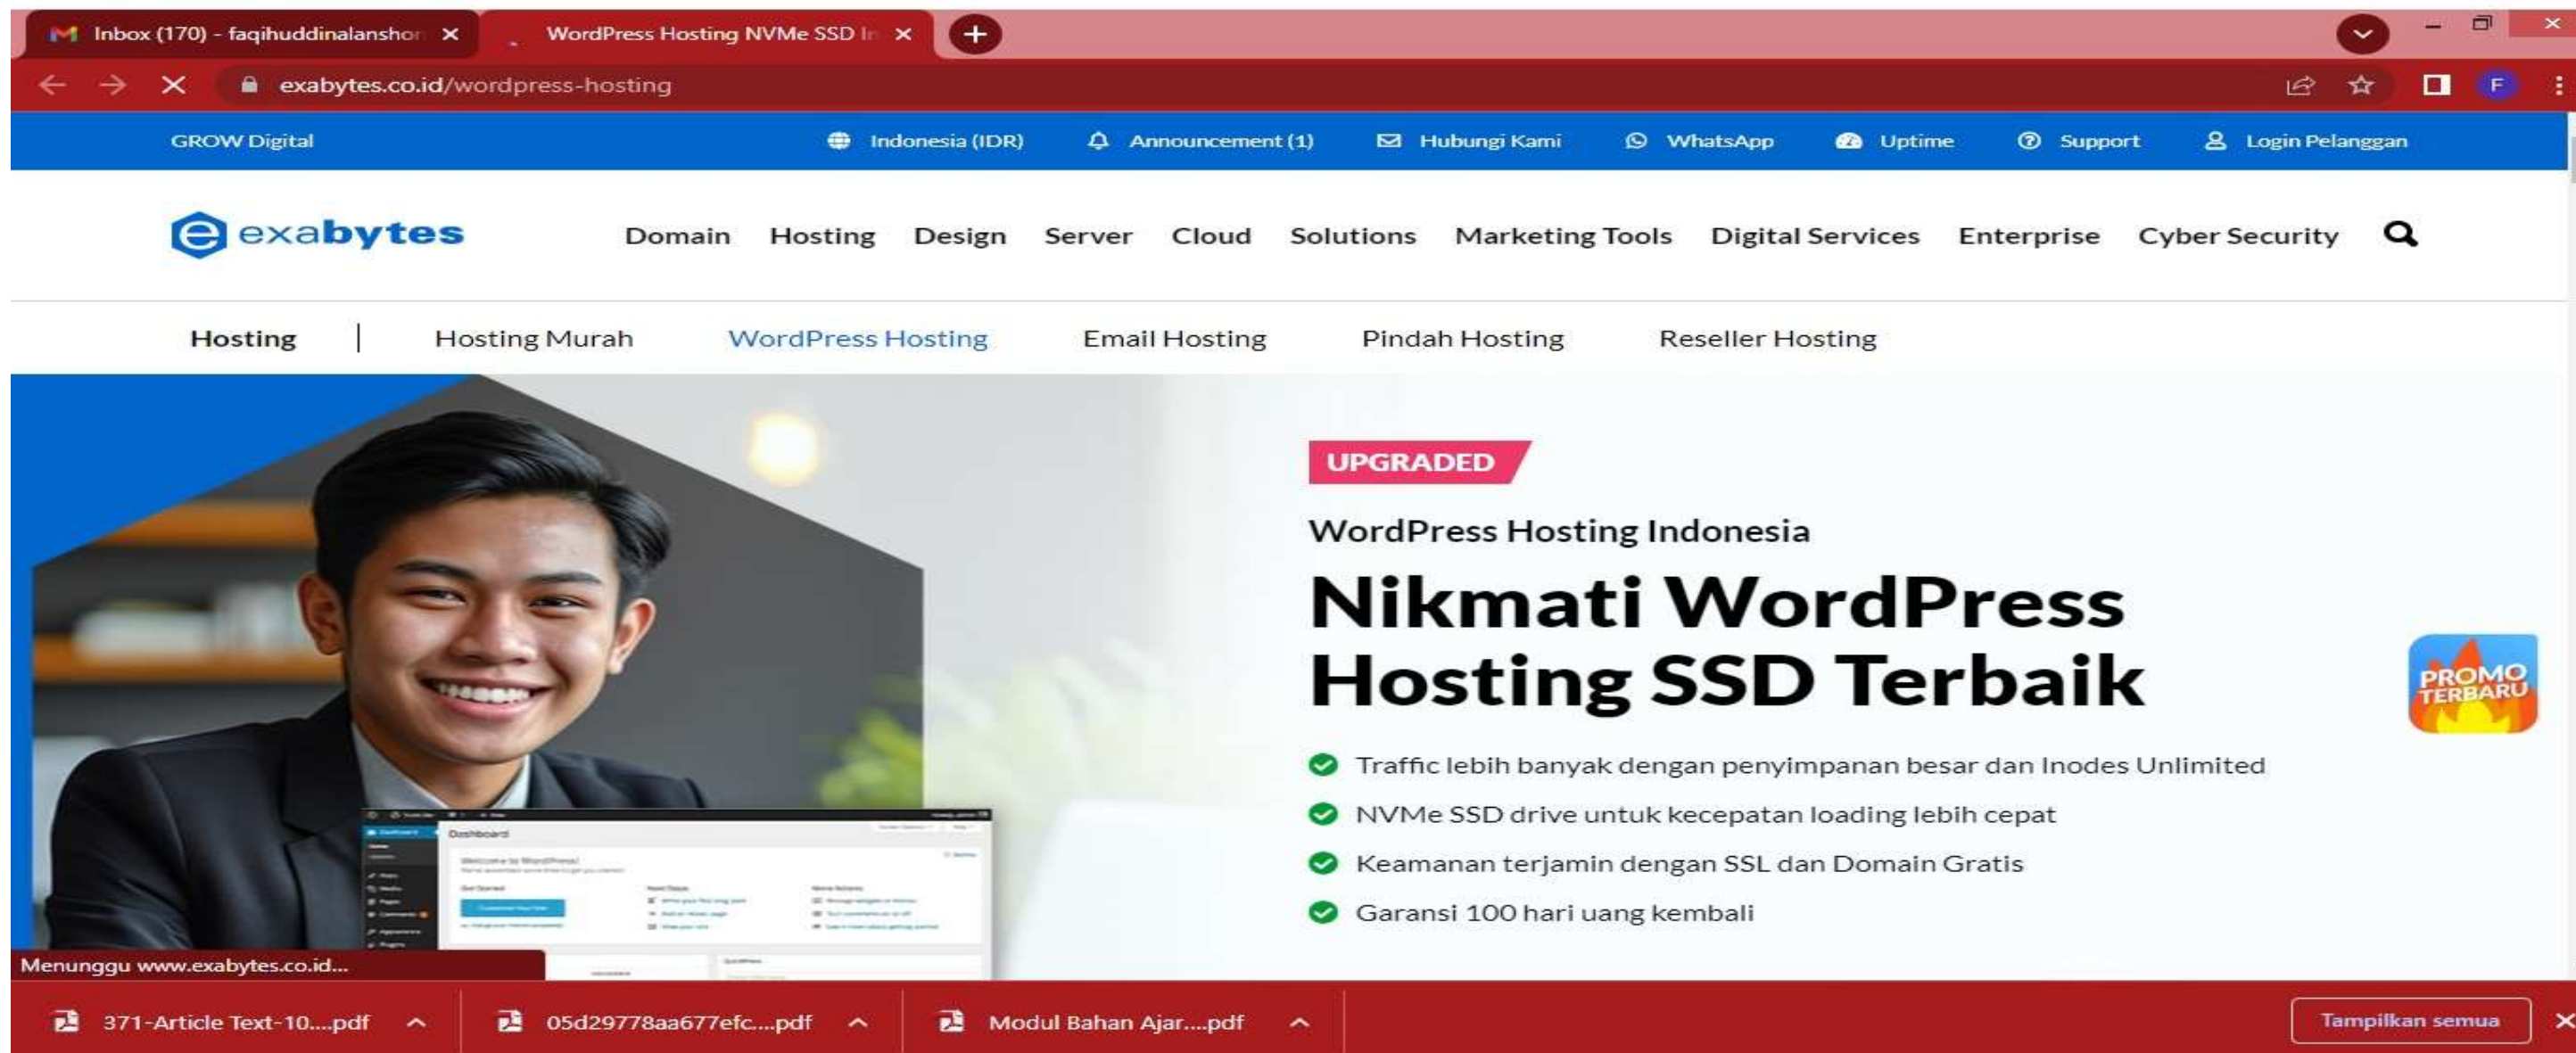 Inbox (170) - faqihuddinalanshor
WordPress Hosting NVMe SSD In
exabytes.co.id/wordpress-hosting
F
GROW Digital
Indonesia (IDR)
Announcement (1)
Hubungi Kami
WhatsApp
Uptime
Support
Login Pelanggan
exabytes
Domain Hosting Design Server Cloud Solutions Marketing Tools Digital Services Enterprise Cyber Security
Hosting | Hosting Murah WordPress Hosting Email Hosting Pindah Hosting Reseller Hosting
UPGRADED
WordPress Hosting Indonesia
Nikmati WordPress
Hosting SSD Terbaik
PROMO
TERBARU
Traffic lebih banyak dengan penyimpanan besar dan Inodes Unlimited
NVMe SSD drive untuk kecepatan loading lebih cepat
Keamanan terjamin dengan SSL dan Domain Gratis
Garansi 100 hari uang kembali
Dashboard
Welcome to WordPress!
Menunggu www.exabytes.co.id...
371-Article Text-10....pdf
05d29778aa677efc....pdf
Modul Bahan Ajar....pdf
Tampilkan semua